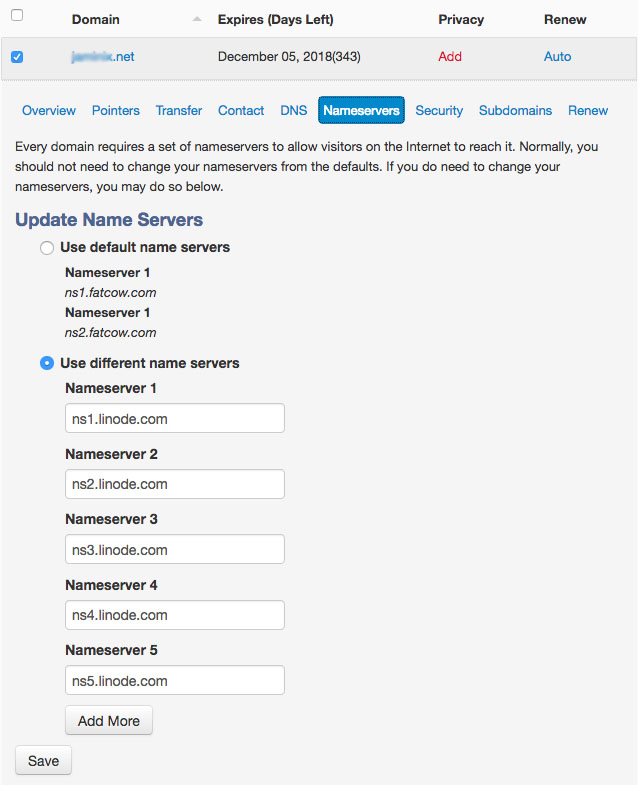 Domain Expires (Days Left) Privacy Renew
.net December 05, 2018(343) Add Auto
Overview Pointers Transfer Contact DNS Nameservers Security Subdomains Renew
Every domain requires a set of nameservers to allow visitors on the Internet to reach it. Normally, you
should not need to change your nameservers from the defaults. If you do need to change your
nameservers, you may do so below.
Update Name Servers
Use default name servers
Nameserver 1
ns1.fatcow.com
Nameserver 1
ns2.fatcow.com
Use different name servers
Nameserver 1
ns1.linode.com
Nameserver 2
ns2.linode.com
Nameserver 3
ns3.linode.com
Nameserver 4
ns4.linode.com
Nameserver 5
ns5.linode.com
Add More
Save